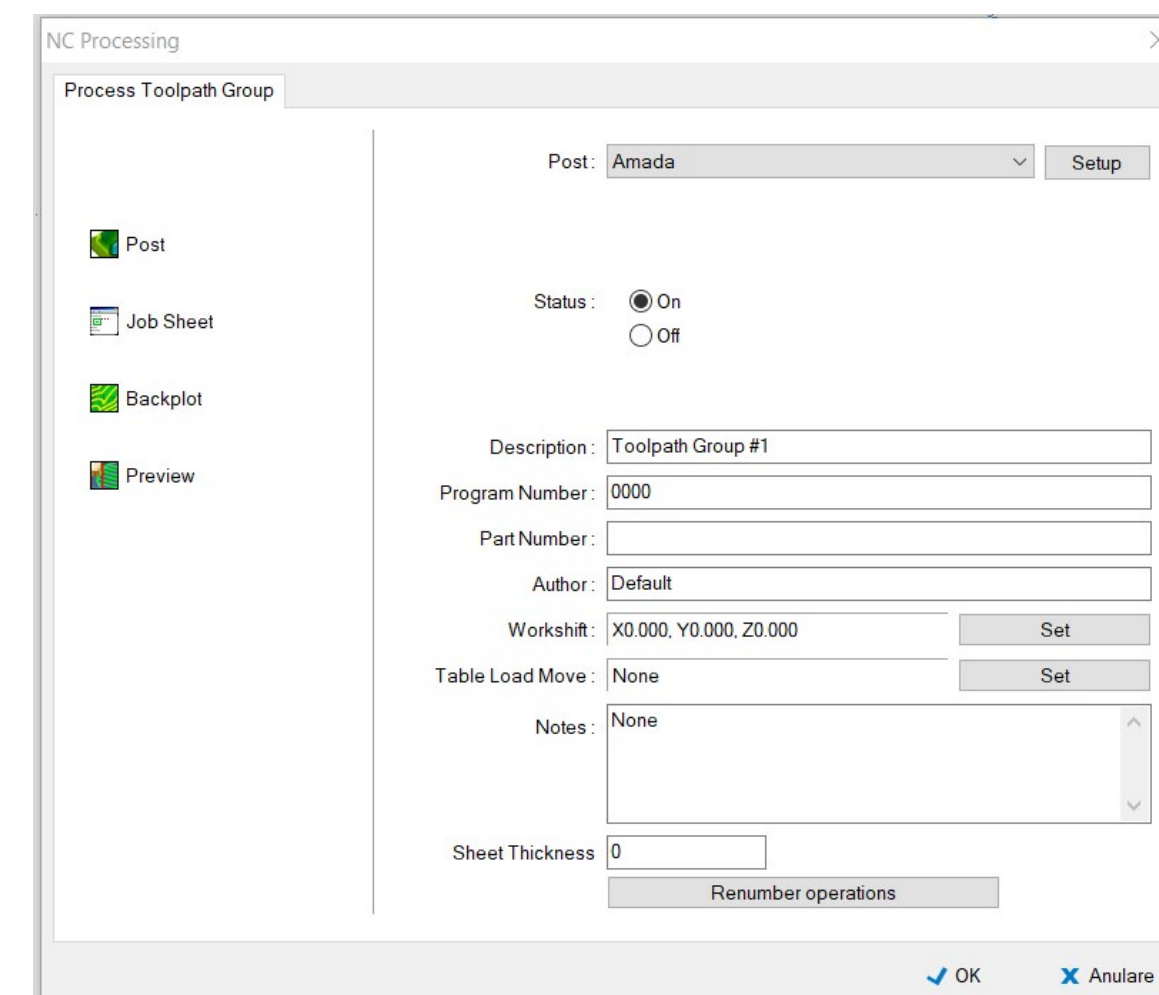 NC Processing
Process Toolpath Group
Post : Amada Setup
Post
Status : On
Off
Job Sheet
Backplot
Description : Toolpath Group #1
Preview
Program Number : 0000
Part Number :
Author : Default
Workshift : X0.000, Y0.000, Z0.000 Set
Table Load Move : None Set
Notes : None
Sheet Thickness 0
Renumber operations
OK Anulare